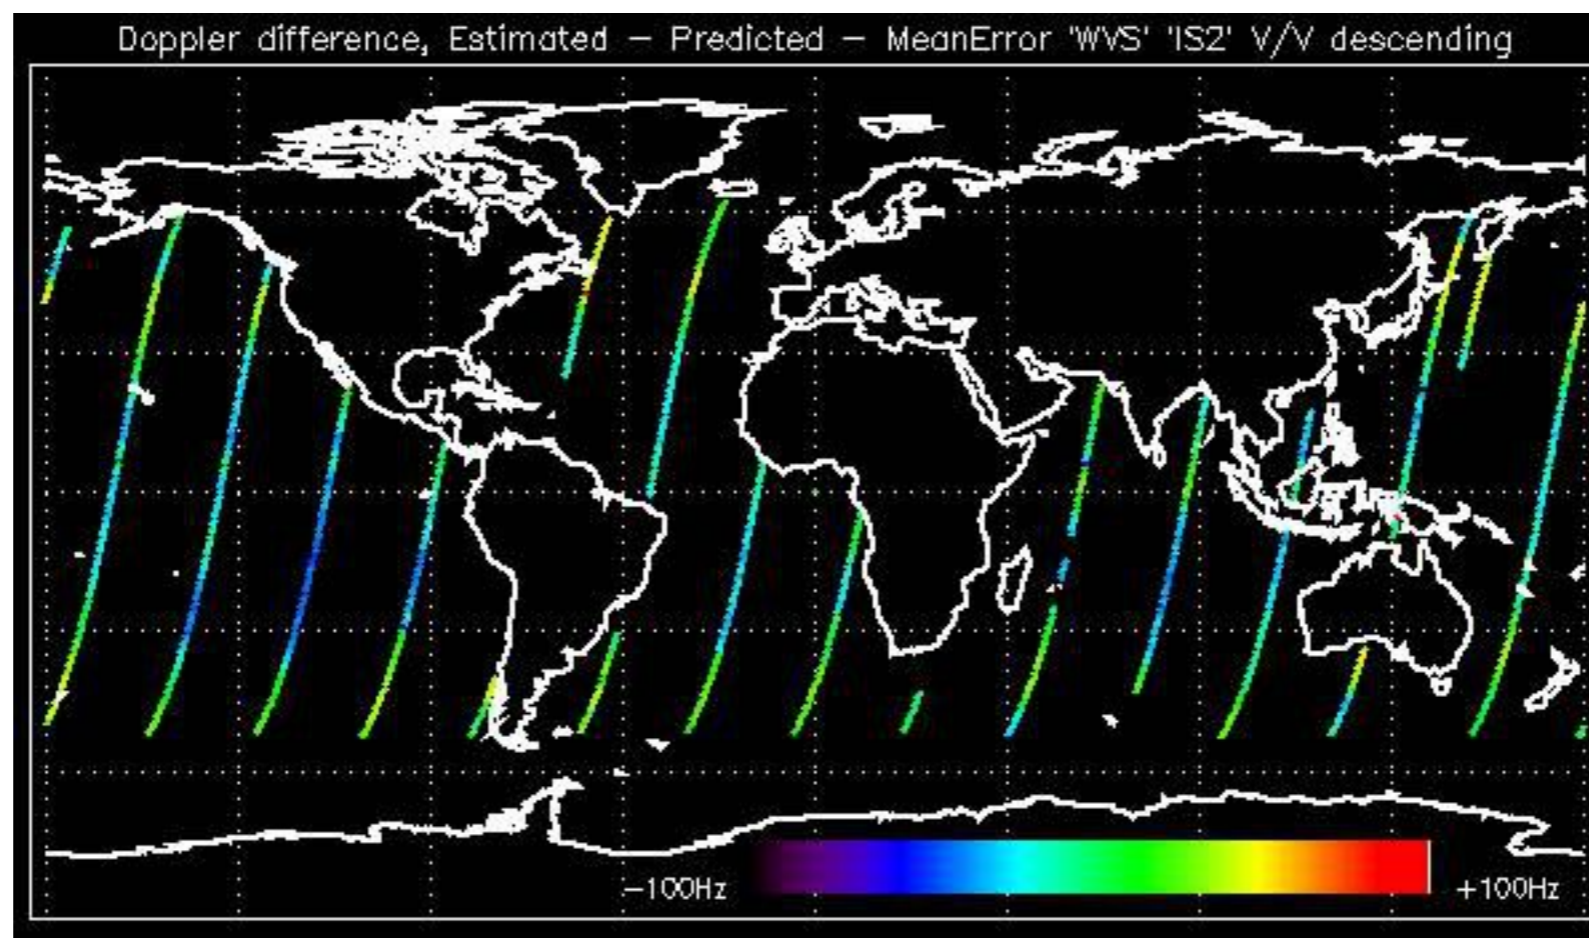 Doppler difference, Estimated – Predicted – MeanError 'WVS' 'IS2' V/V descending
–100Hz
+100Hz